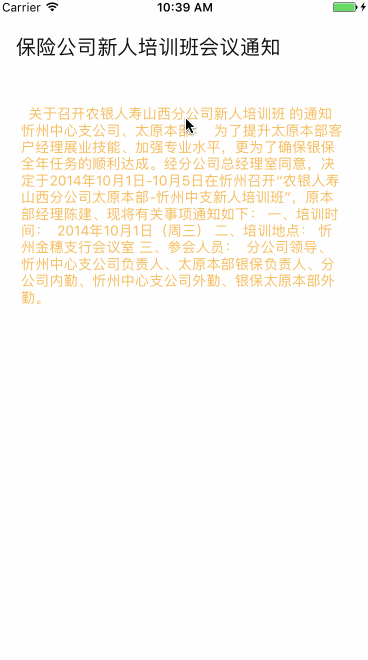 Carrier 10:39 AM
保险公司新人培训班会议通知
关于召开农银人寿山西分公司新人培训班 的通知
忻州中心支公司、太原本部： 为了提升太原本部客
户经理展业技能、加强专业水平，更为了确保银保
全年任务的顺利达成。经分公司总经理室同意，决
定于2014年10月1日-10月5日在忻州召开“农银人寿
山西分公司太原本部-忻州中支新人培训班”，原本
部经理陈建、现将有关事项通知如下： 一、培训时
间： 2014年10月1日（周三） 二、培训地点： 忻
州金穗支行会议室 三、参会人员： 分公司领导、
忻州中心支公司负责人、太原本部银保负责人、分
公司内勤、忻州中心支公司外勤、银保太原本部外
勤。